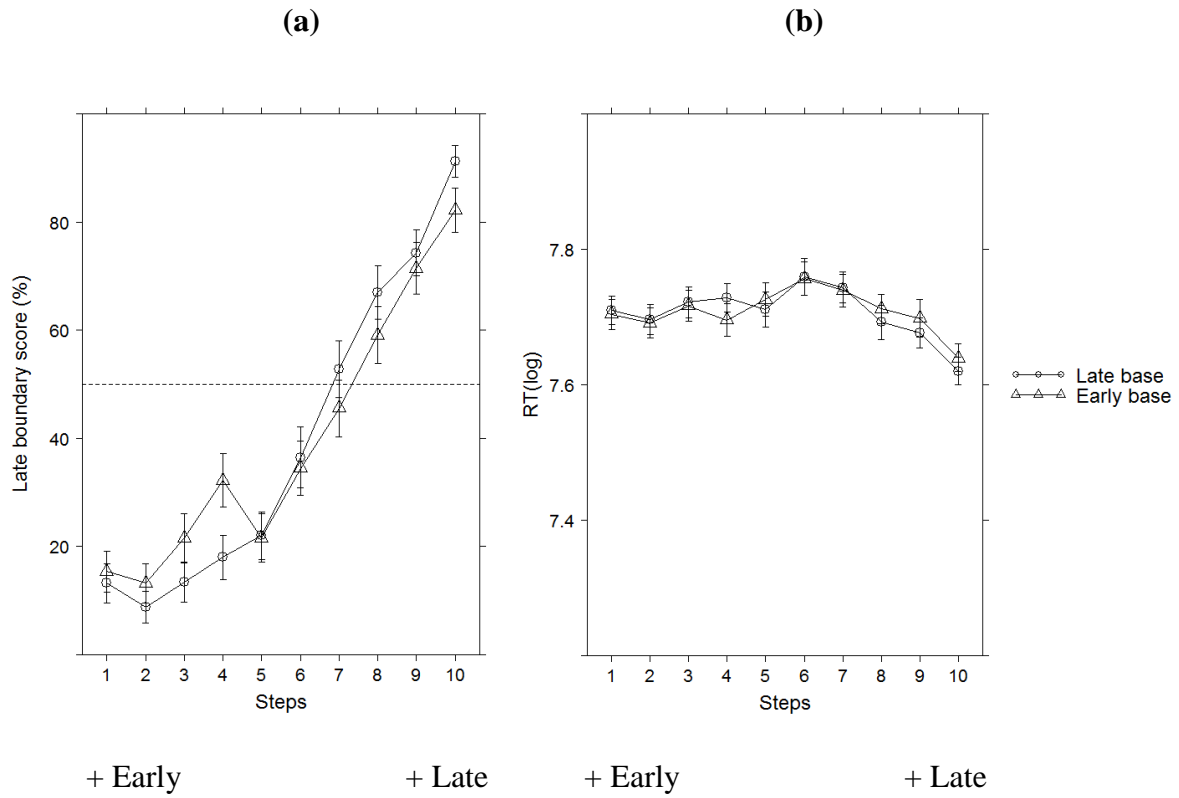 (a)
(b)
Late boundary score (%)
80
60
40
20
1 2 3 4 5 6 7 8 9 10
Steps
RT(log)
7.8
7.6
7.4
1 2 3 4 5 6 7 8 9 10
Steps
Late base
Early base
+ Early
+ Late
+ Early
+ Late